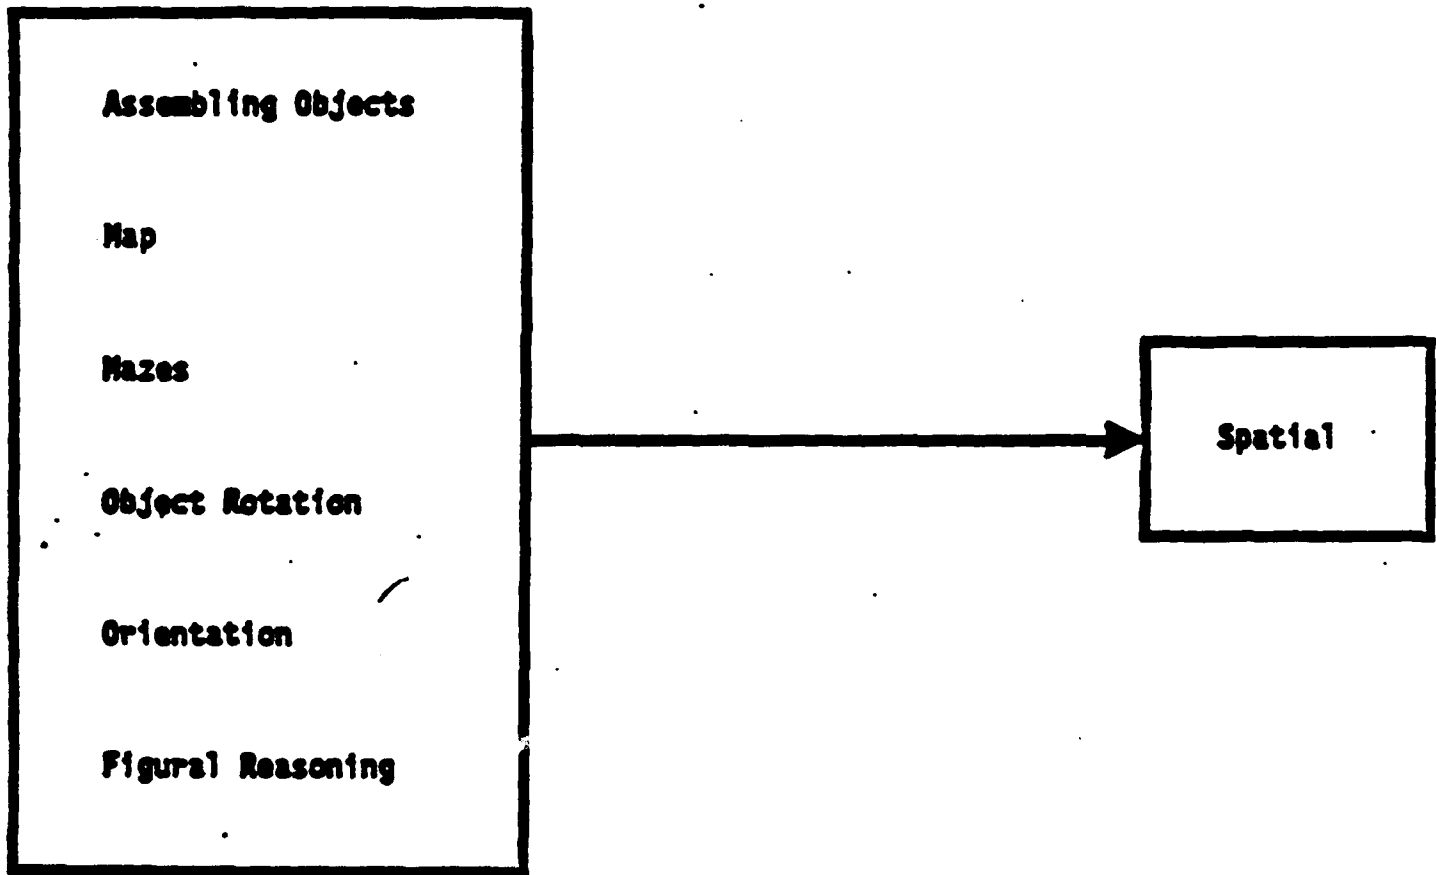 Assembling Objects
Map
Mazes
Object Rotation
Orientation
Figural Reasoning
Spatial